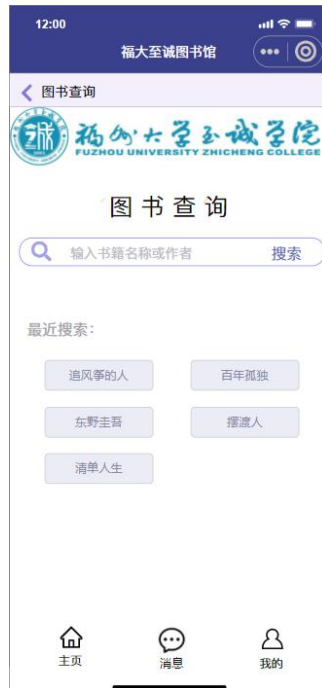 12:00
福大至诚图书馆
图书查询
福州大学至诚学院
FUZHOU UNIVERSITY ZHICHENG COLLEGE
图书查询
输入书籍名称或作者 搜索
最近搜索:
追风筝的人 百年孤独
东野圭吾 摆渡人
清单人生
主页 消息 我的